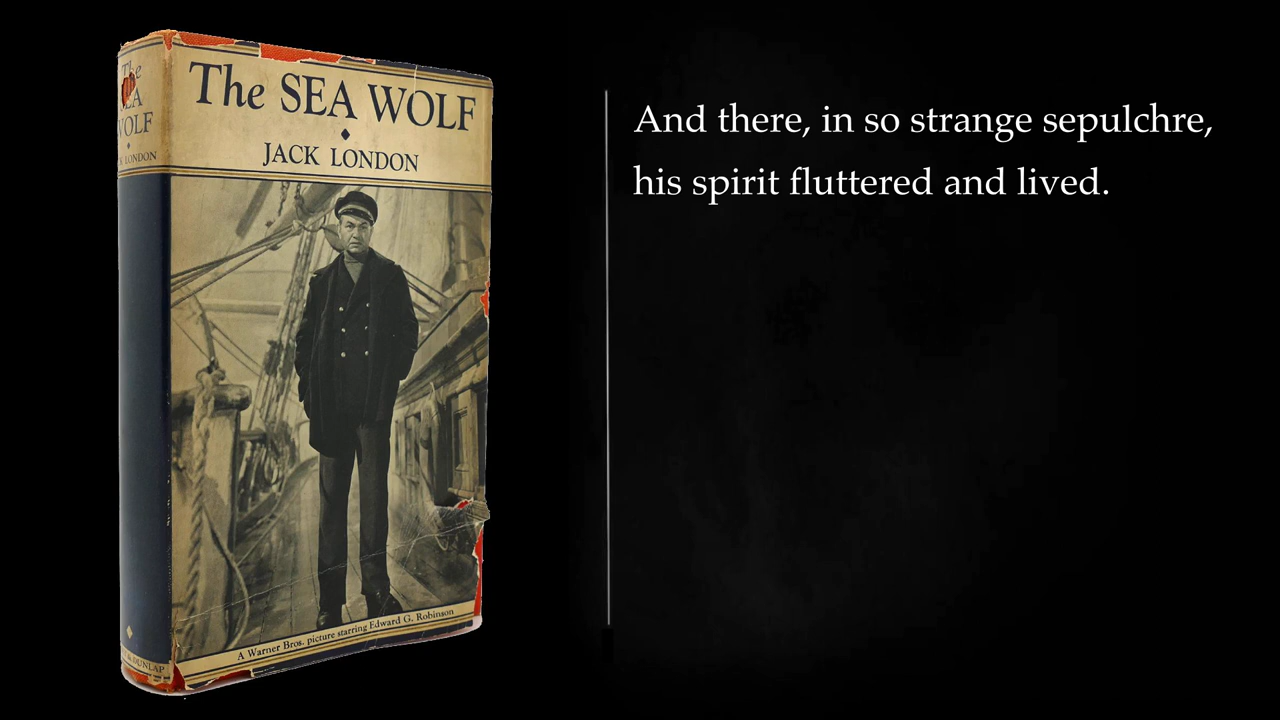 The SEA WOLF
JACK LONDON
A Warner Bros. picture starring Edward G. Robinson
The
SEA
WOLF
LONDON
DUNLAP
And there, in so strange sepulchre,
his spirit fluttered and lived.